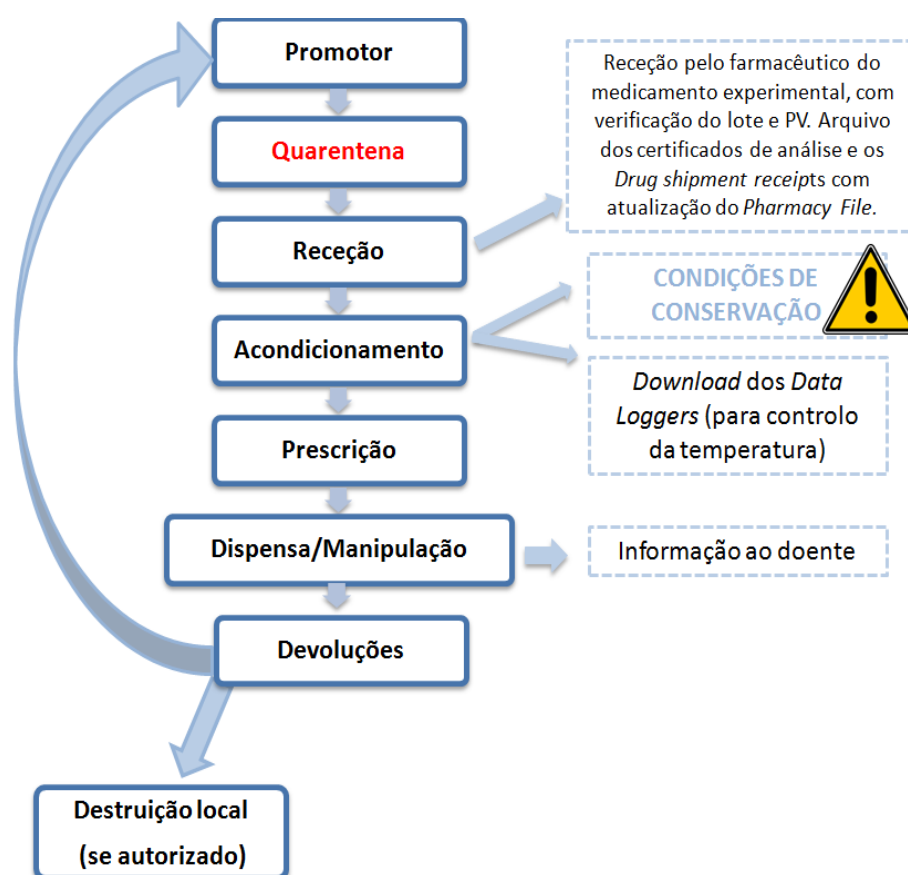 Promotor
Quarentena
Receção
Receção pelo farmacêutico do
medicamento experimental, com
verificação do lote e PV. Arquivo
dos certificados de análise e os
Drug shipment receipts com
atualização do Pharmacy File.
Acondicionamento
CONDIÇÕES DE
CONSERVAÇÃO
Download dos Data
Loggers (para controlo
da temperatura)
Prescrição
Dispensa/Manipulação
Informação ao doente
Devoluções
Destruição local
(se autorizado)